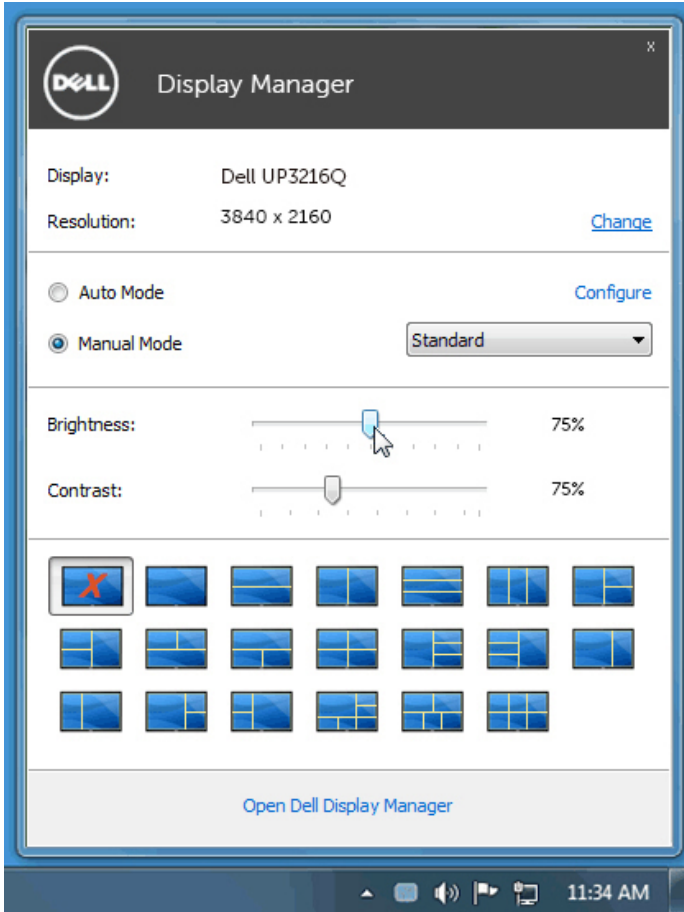 DELL Display Manager x
Display: Dell UP3216Q
Resolution: 3840 x 2160 Change
Auto Mode Configure
Manual Mode Standard
Brightness: 75%
Contrast: 75%
Open Dell Display Manager
11:34 AM